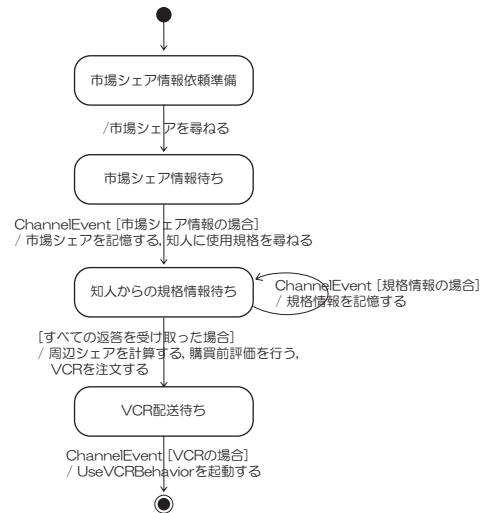 市場シェア情報依頼準備
/市場シェアを尋ねる
市場シェア情報待ち
ChannelEvent [市場シェア情報の場合]
/ 市場シェアを記憶する, 知人に使用規格を尋ねる
知人からの規格情報待ち
ChannelEvent [規格情報の場合]
/ 規格情報を記憶する
[すべての返答を受け取った場合]
/ 周辺シェアを計算する, 購買前評価を行う,
VCRを注文する
VCR配送待ち
ChannelEvent [VCRの場合]
/ UseVCRBehaviorを起動する